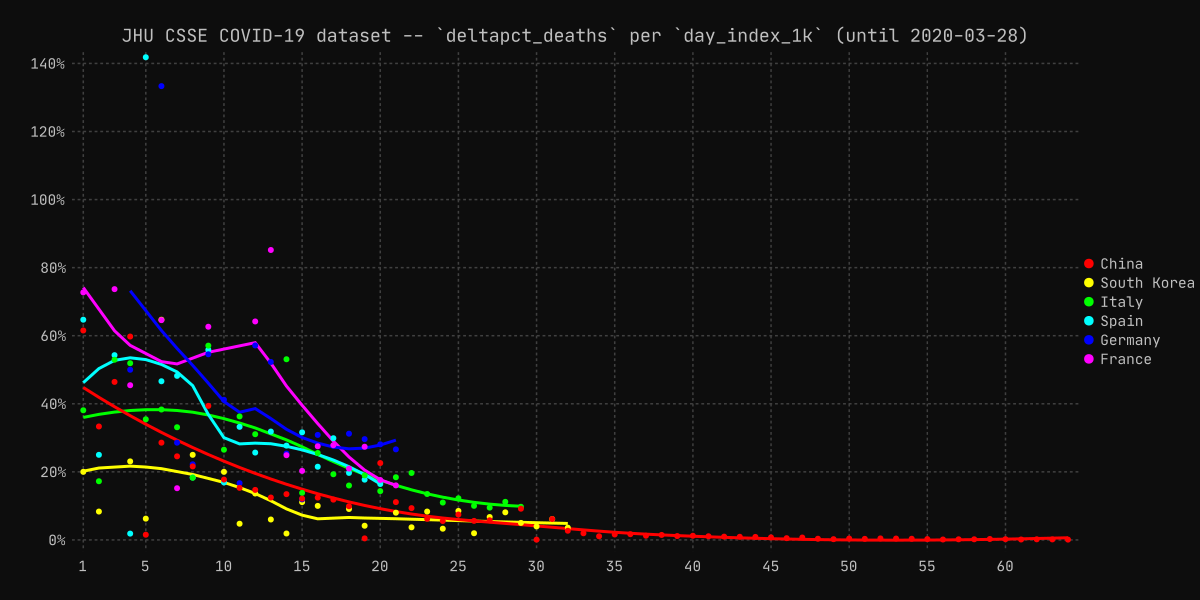 JHU CSSE COVID-19 dataset -- `deltapct_deaths` per `day_index_1k` (until 2020-03-28)
140%
120%
100%
80%
60%
40%
20%
0%
1 5 10 15 20 25 30 35 40 45 50 55 60
China
South Korea
Italy
Spain
Germany
France